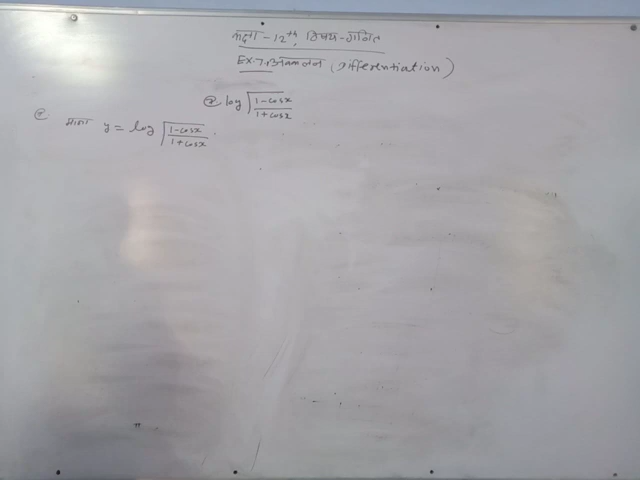 कक्षा - 12th, विषय - गणित
EX.7. अवकलन (Differentiation)
② log √(1-cosx / 1+cosx)
② माना y = log √(1-cosx / 1+cosx)